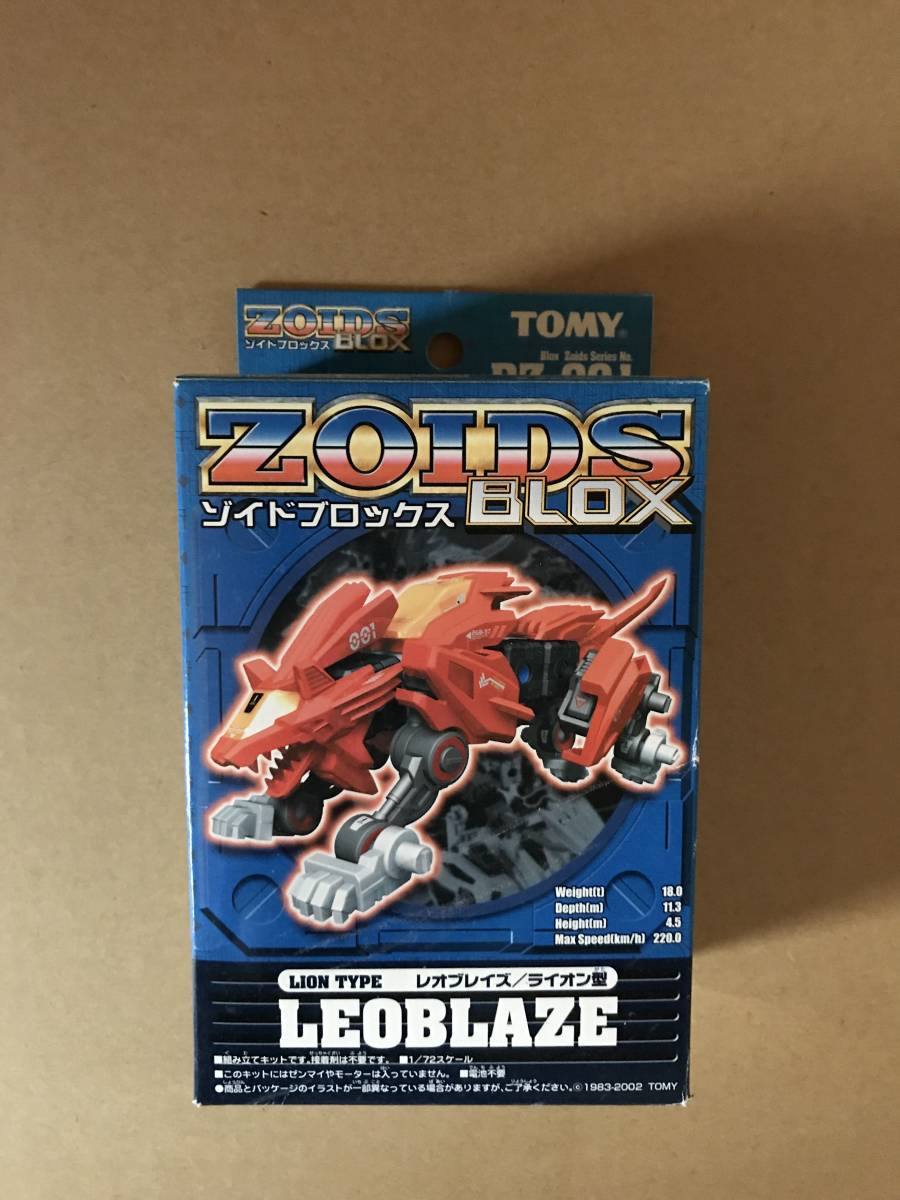 ZOIDS
ゾイドブロックス BLOX
TOMY®
Blox Zoids Series No.
ZOIDS
ゾイドブロックス BLOX
001
Weight(t) 18.0
Depth(m) 11.3
Height(m) 4.5
Max Speed(km/h) 220.0
LION TYPE レオブレイズ/ライオン型
LEOBLAZE
■組み立てキットです。接着剤は不要です。 ■1/72スケール
■このキットにはゼンマイやモーターは入っていません。 ■電池不要
●商品とパッケージのイラストが一部異なっている場合がありますが、ご了承ください。©1983-2002 TOMY